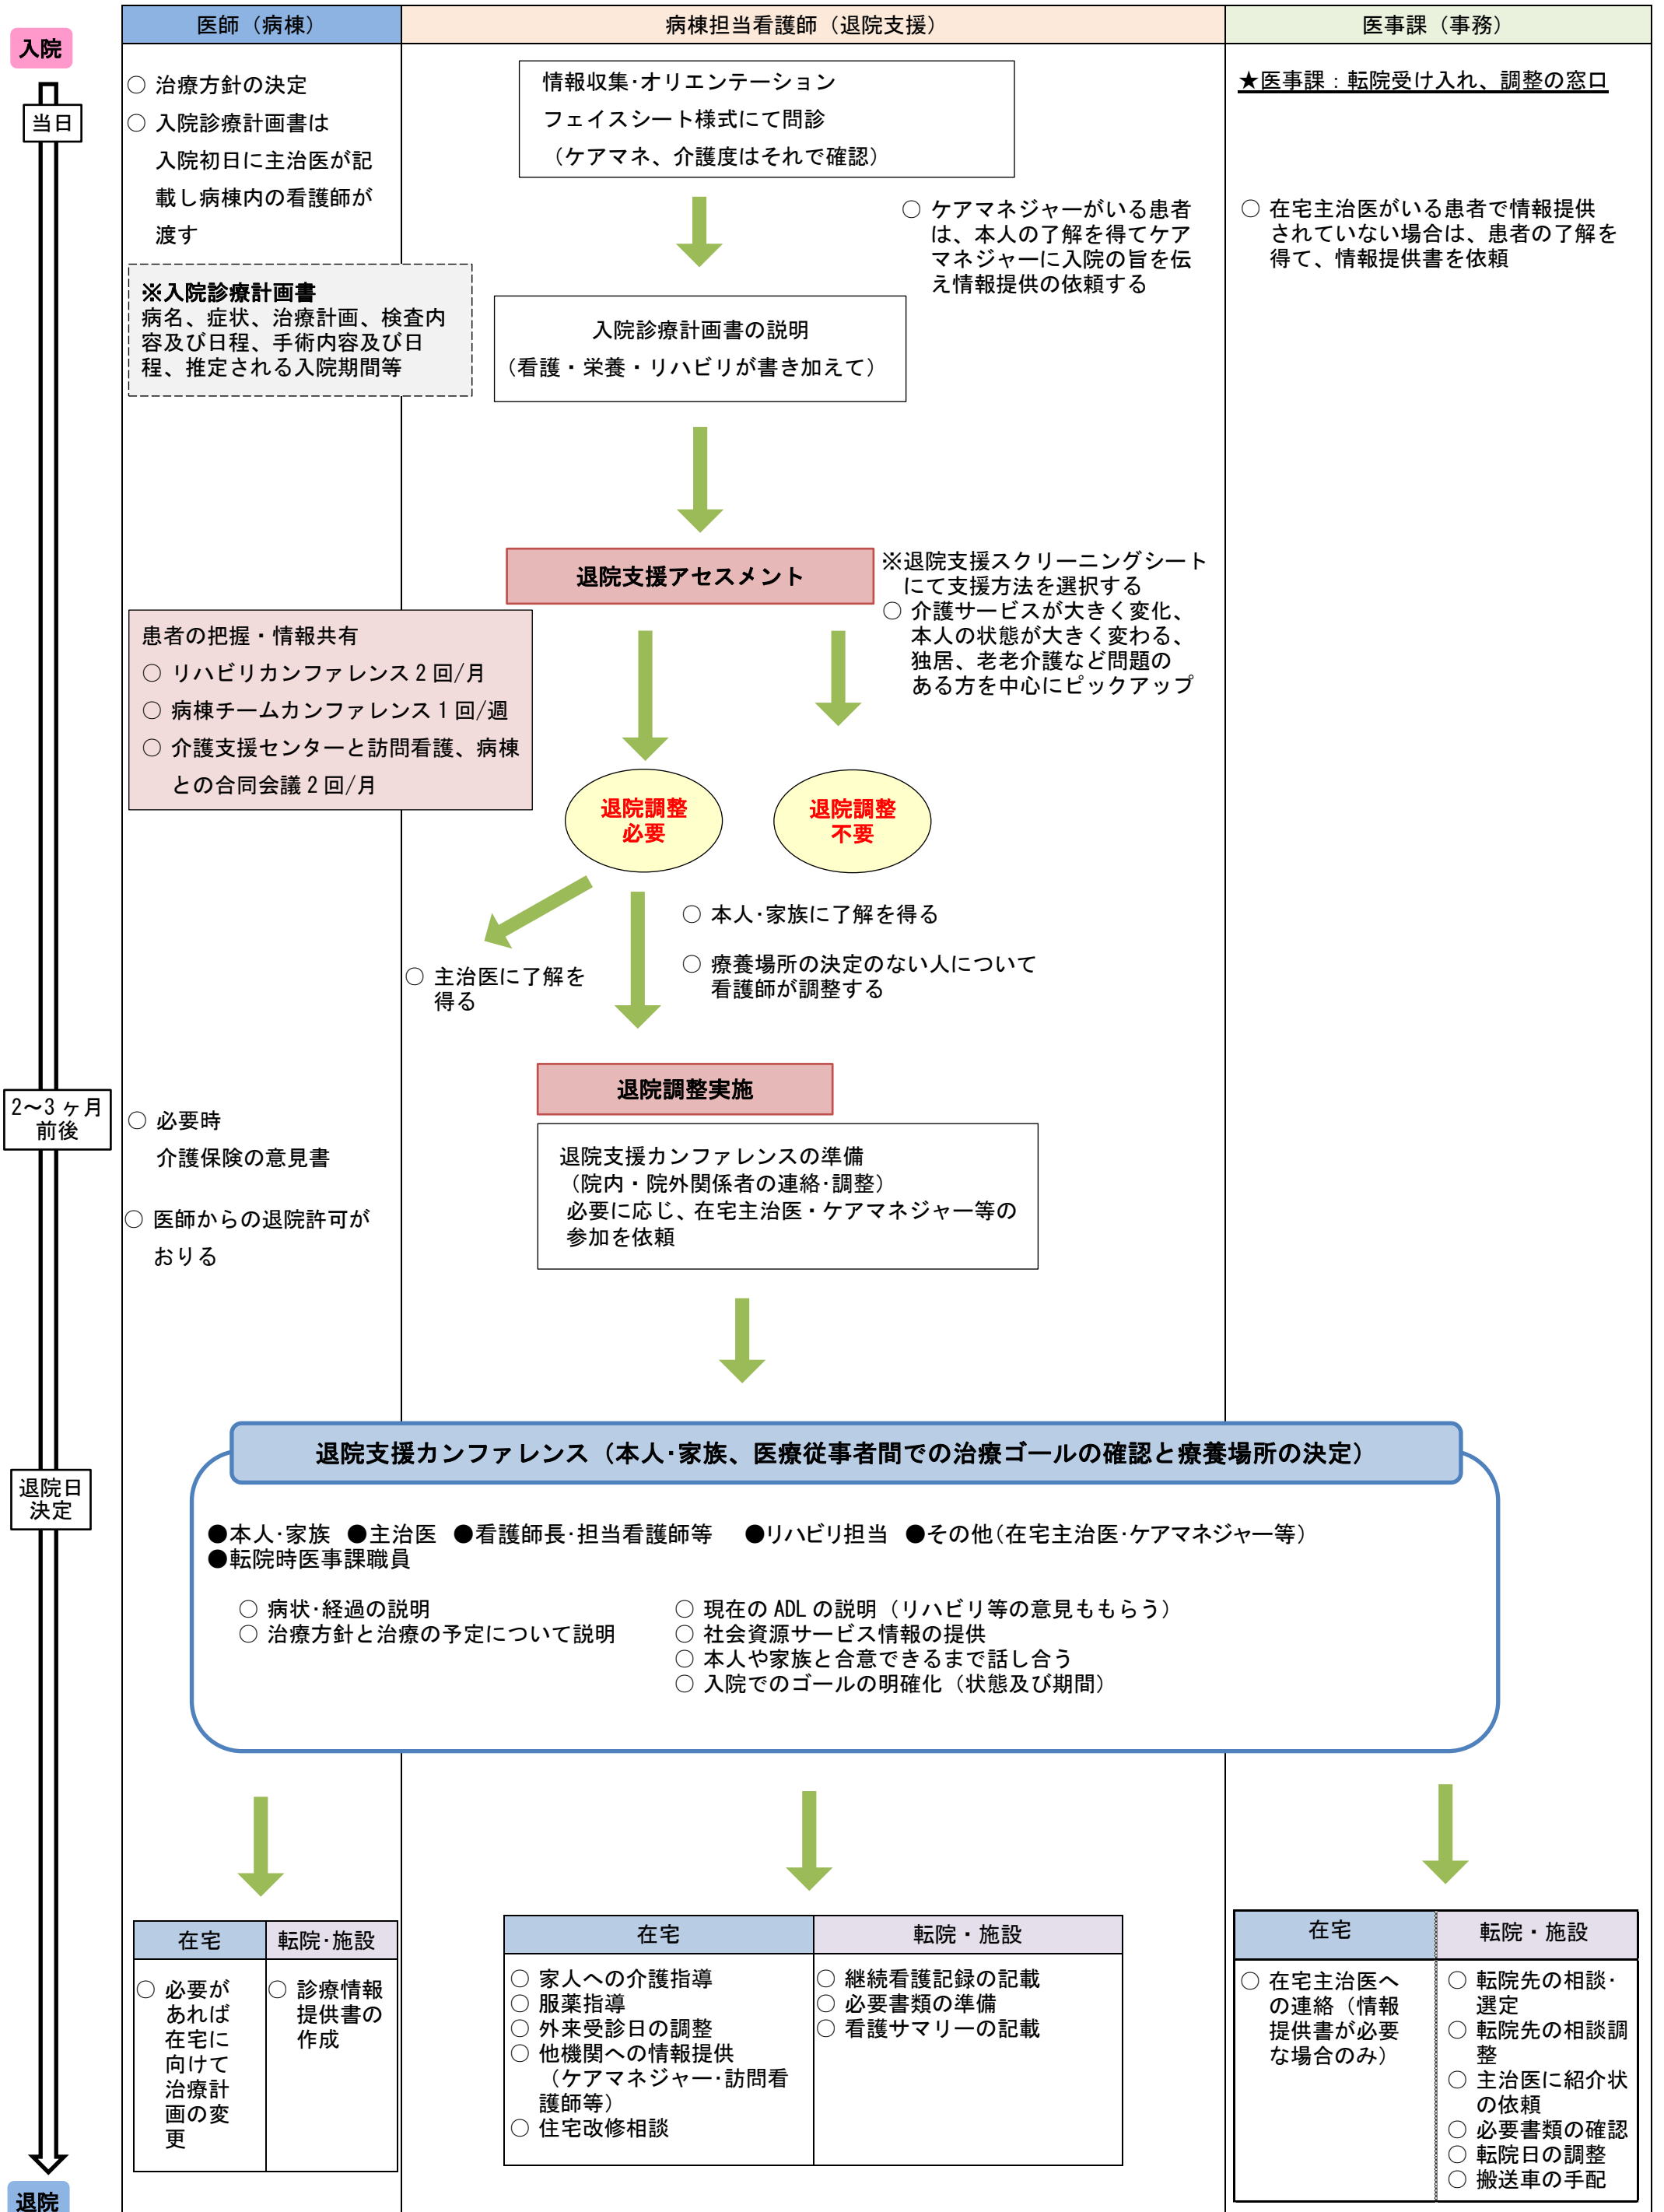 医師（病棟）
病棟担当看護師（退院支援）
医事課（事務）
入院
当日
○ 治療方針の決定
○ 入院診療計画書は
入院初日に主治医が記
載し病棟内の看護師が
渡す
※入院診療計画書
病名、症状、治療計画、検査内
容及び日程、手術内容及び日
程、推定される入院期間等
情報収集･オリエンテーション
フェイスシート様式にて問診
（ケアマネ、介護度はそれで確認）
○ ケアマネジャーがいる患者
は、本人の了解を得てケア
マネジャーに入院の旨を伝
え情報提供の依頼する
★医事課：転院受け入れ、調整の窓口
○ 在宅主治医がいる患者で情報提供
されていない場合は、患者の了解を
得て、情報提供書を依頼
入院診療計画書の説明
（看護・栄養・リハビリが書き加えて）
退院支援アセスメント
※退院支援スクリーニングシート
にて支援方法を選択する
○ 介護サービスが大きく変化、
本人の状態が大きく変わる、
独居、老老介護など問題の
ある方を中心にピックアップ
患者の把握・情報共有
○ リハビリカンファレンス２回/月
○ 病棟チームカンファレンス１回/週
○ 介護支援センターと訪問看護、病棟
との合同会議２回/月
退院調整
必要
退院調整
不要
○ 主治医に了解を
得る
○ 本人･家族に了解を得る
○ 療養場所の決定のない人について
看護師が調整する
2～3 ヶ月
前後
○ 必要時
介護保険の意見書
○ 医師からの退院許可が
おりる
退院調整実施
退院支援カンファレンスの準備
（院内・院外関係者の連絡･調整）
必要に応じ、在宅主治医・ケアマネジャー等の
参加を依頼
退院日
決定
退院支援カンファレンス（本人･家族、医療従事者間での治療ゴールの確認と療養場所の決定）
●本人･家族 ●主治医 ●看護師長･担当看護師等 ●リハビリ担当 ●その他（在宅主治医･ケアマネジャー等）
●転院時医事課職員
○ 病状･経過の説明
○ 治療方針と治療の予定について説明
○ 現在の ADL の説明（リハビリ等の意見ももらう）
○ 社会資源サービス情報の提供
○ 本人や家族と合意できるまで話し合う
○ 入院でのゴールの明確化（状態及び期間）
在宅
○ 必要が
あれば
在宅に
向けて
治療計
画の変
更
転院･施設
○ 診療情報
提供書の
作成
在宅
○ 家人への介護指導
○ 服薬指導
○ 外来受診日の調整
○ 他機関への情報提供
（ケアマネジャー･訪問看
護師等）
○ 住宅改修相談
転院・施設
○ 継続看護記録の記載
○ 必要書類の準備
○ 看護サマリーの記載
在宅
○ 在宅主治医へ
の連絡（情報
提供書が必要
な場合のみ）
転院・施設
○ 転院先の相談･
選定
○ 転院先の相談調
整
○ 主治医に紹介状
の依頼
○ 必要書類の確認
○ 転院日の調整
○ 搬送車の手配
退院